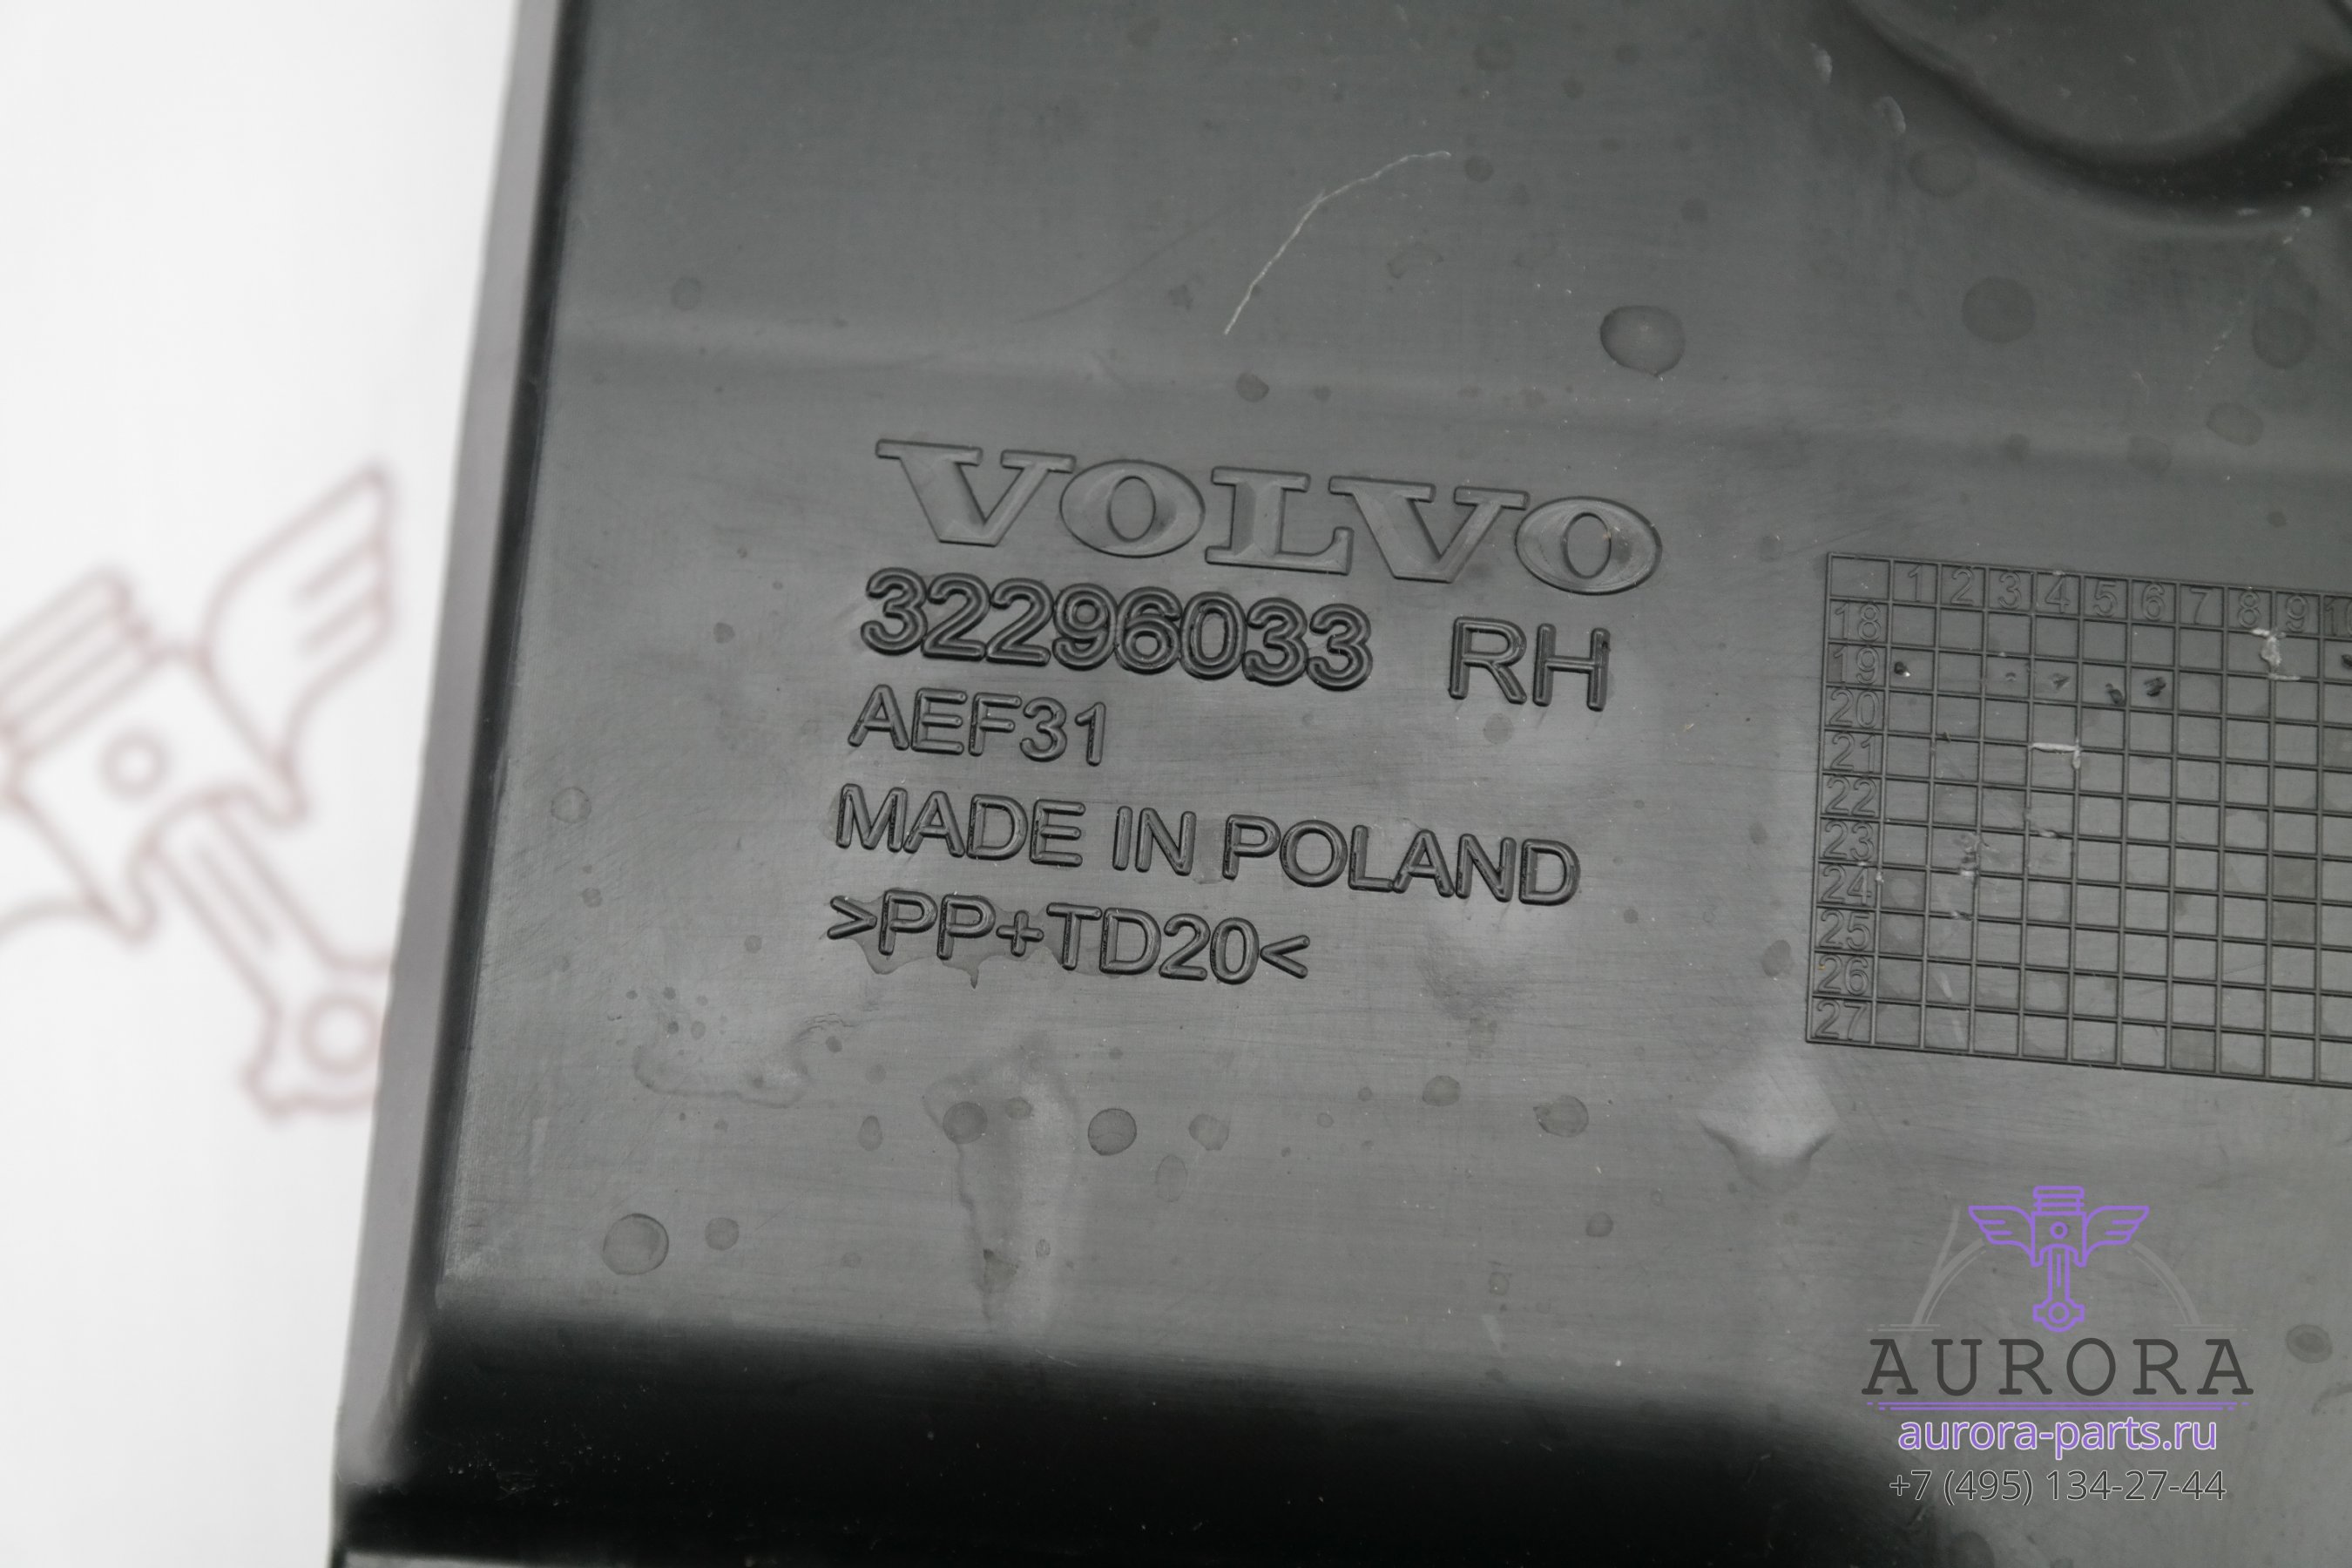 VOLVO
32296033 RH
AEF31
MADE IN POLAND
>PP+TD20<
1 2 3 4 5 6 7 8 9
18
19
20
21
22
23
24
25
26
27
AURORA
aurora-parts.ru
+7 (495) 134-27-44